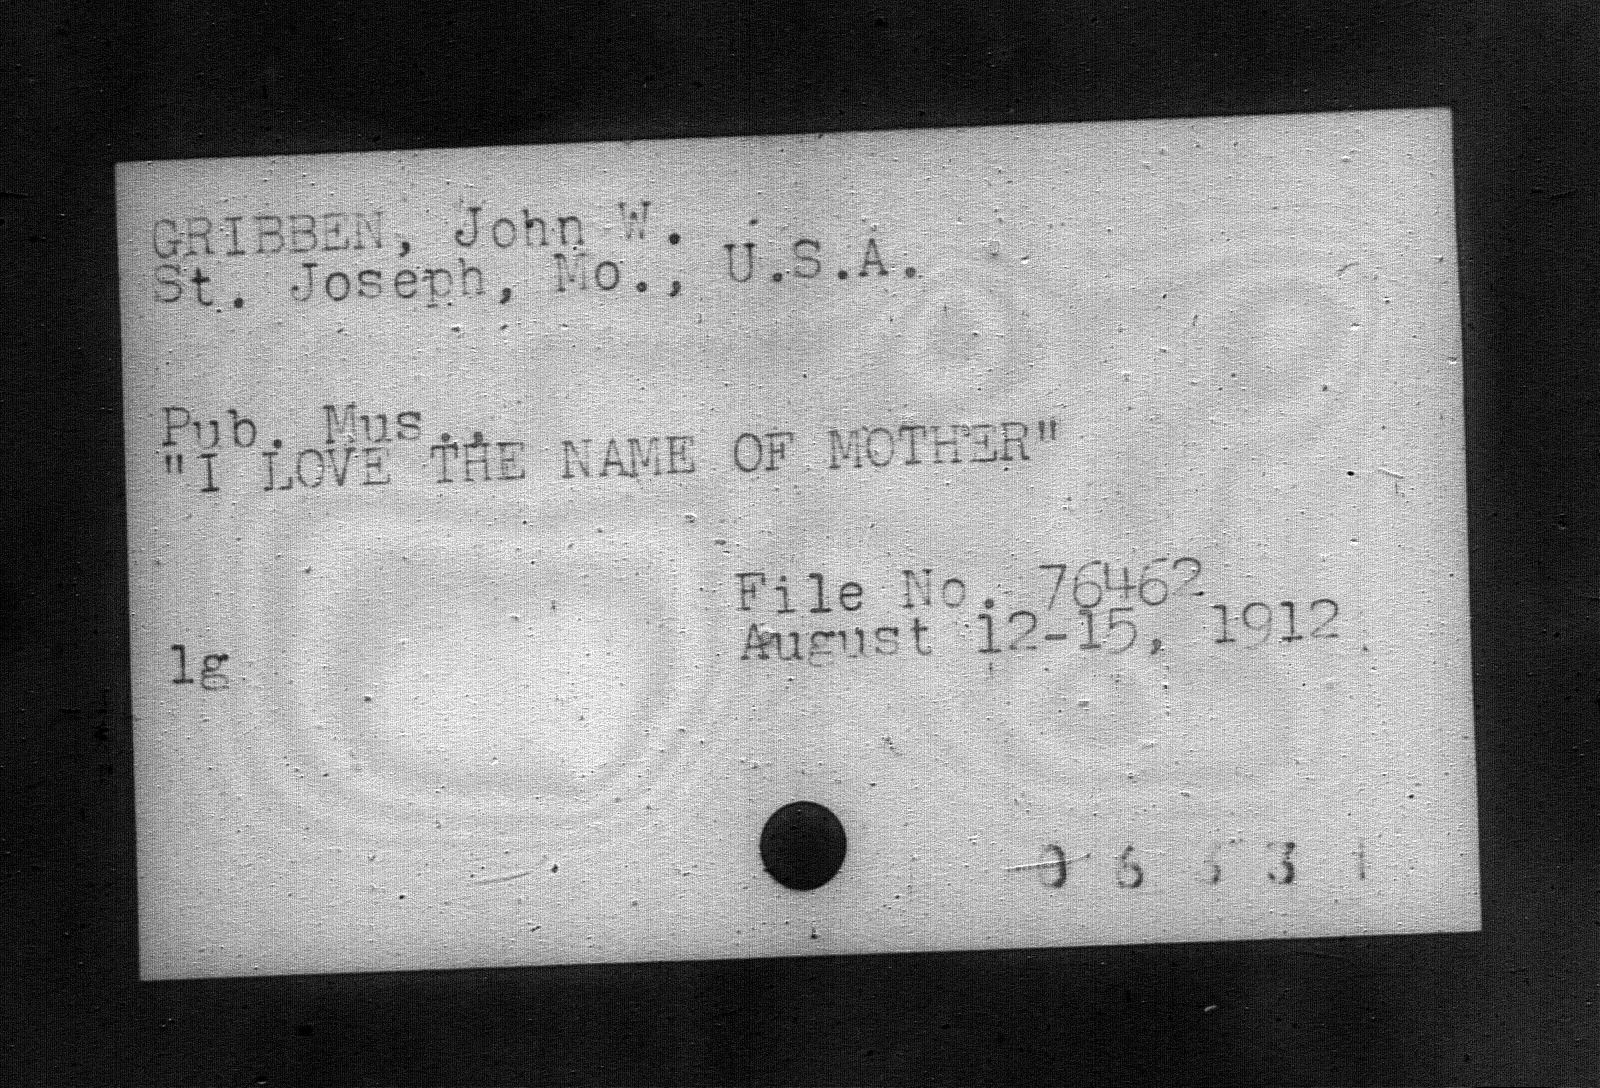 GRIBBEN, John W.
St. Joseph, Mo., U.S.A.
Pub. Mus..
"I LOVE THE NAME OF MOTHER"
File No. 76462
August 12-15, 1912
lg